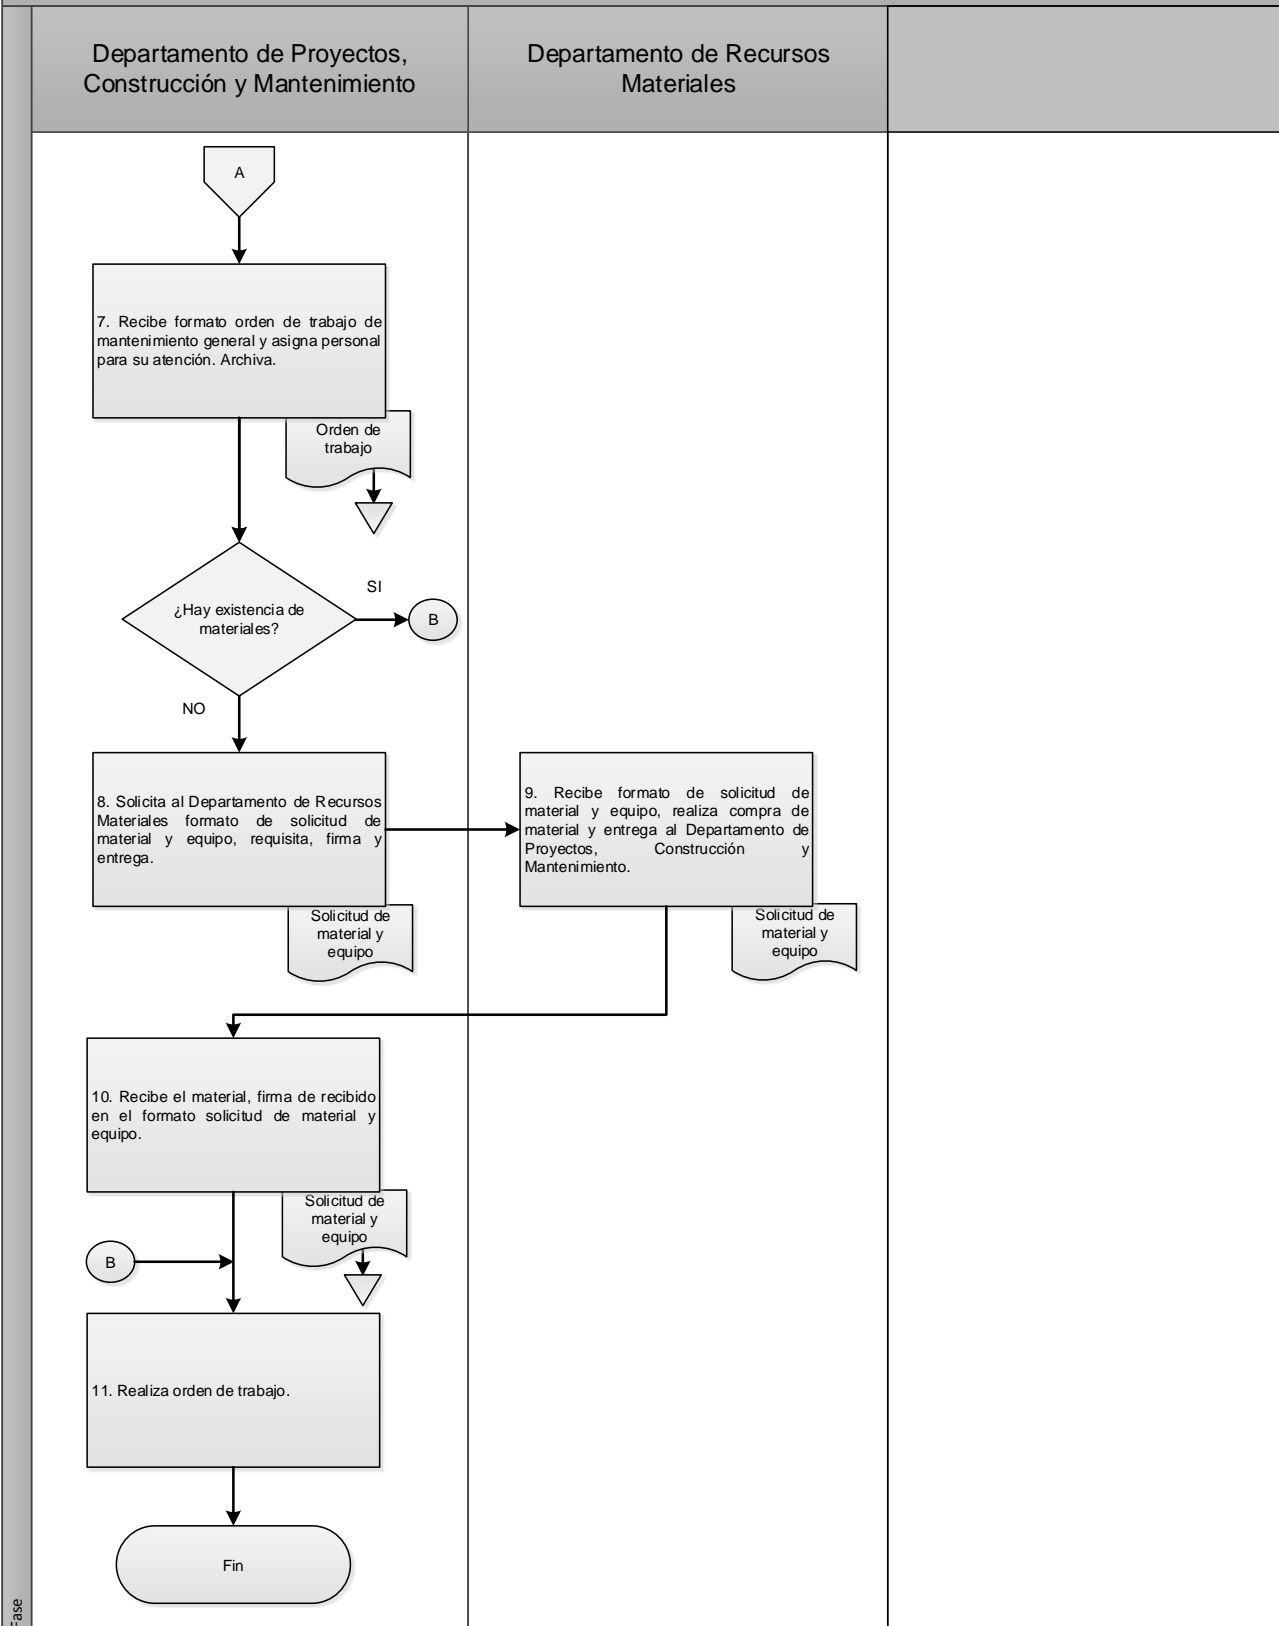 Departamento de Proyectos,
Construcción y Mantenimiento
Departamento de Recursos
Materiales
A
7. Recibe formato orden de trabajo de
mantenimiento general y asigna personal
para su atención. Archiva.
Orden de
trabajo
¿Hay existencia de
materiales?
SI
B
NO
8. Solicita al Departamento de Recursos
Materiales formato de solicitud de
material y equipo, requisita, firma y
entrega.
Solicitud de
material y
equipo
9. Recibe formato de solicitud de
material y equipo, realiza compra de
material y entrega al Departamento de
Proyectos, Construcción y
Mantenimiento.
Solicitud de
material y
equipo
10. Recibe el material, firma de recibido
en el formato solicitud de material y
equipo.
Solicitud de
material y
equipo
B
11. Realiza orden de trabajo.
Fin
Fase